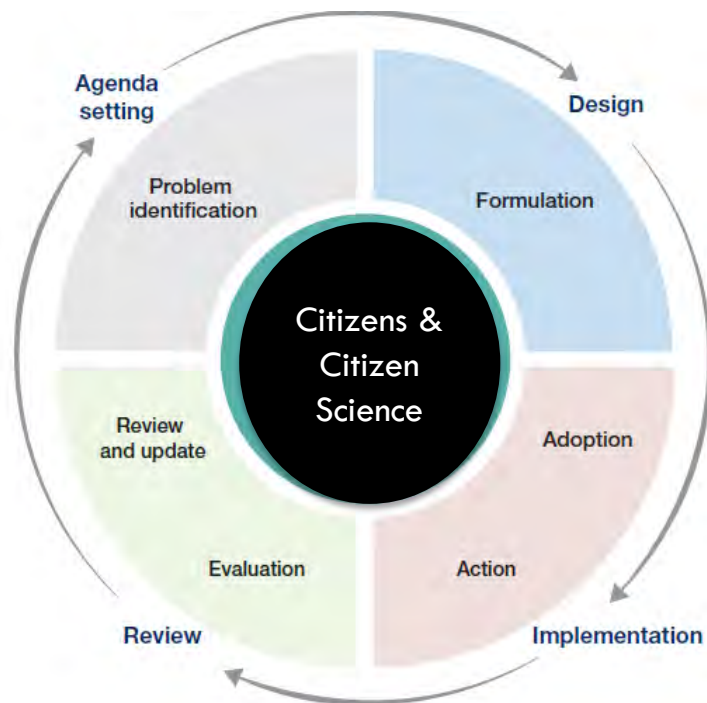 Agenda
setting
Design
Problem
identification
Formulation
Citizens &
Citizen
Science
Review
and update
Adoption
Evaluation
Action
Review
Implementation